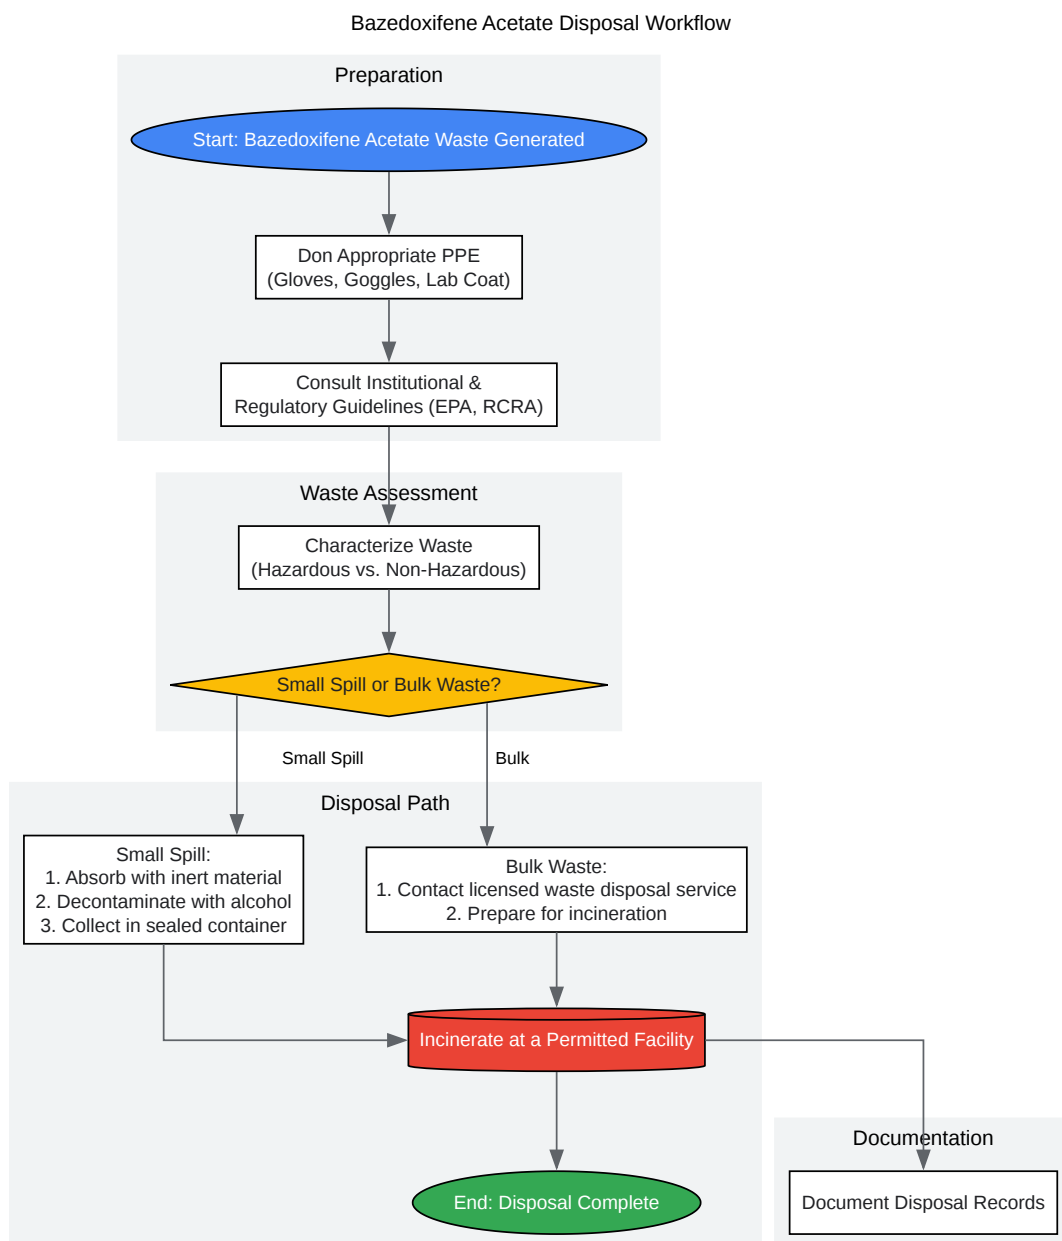 Bazedoxifene Acetate Disposal Workflow
Preparation
Start: Bazedoxifene Acetate Waste Generated
Don Appropriate PPE
(Gloves, Goggles, Lab Coat)
Consult Institutional &
Regulatory Guidelines (EPA, RCRA)
Waste Assessment
Characterize Waste
(Hazardous vs. Non-Hazardous)
Small Spill or Bulk Waste?
Small Spill
Bulk
Disposal Path
Small Spill:
1. Absorb with inert material
2. Decontaminate with alcohol
3. Collect in sealed container
Bulk Waste:
1. Contact licensed waste disposal service
2. Prepare for incineration
Incinerate at a Permitted Facility
Documentation
End: Disposal Complete
Document Disposal Records